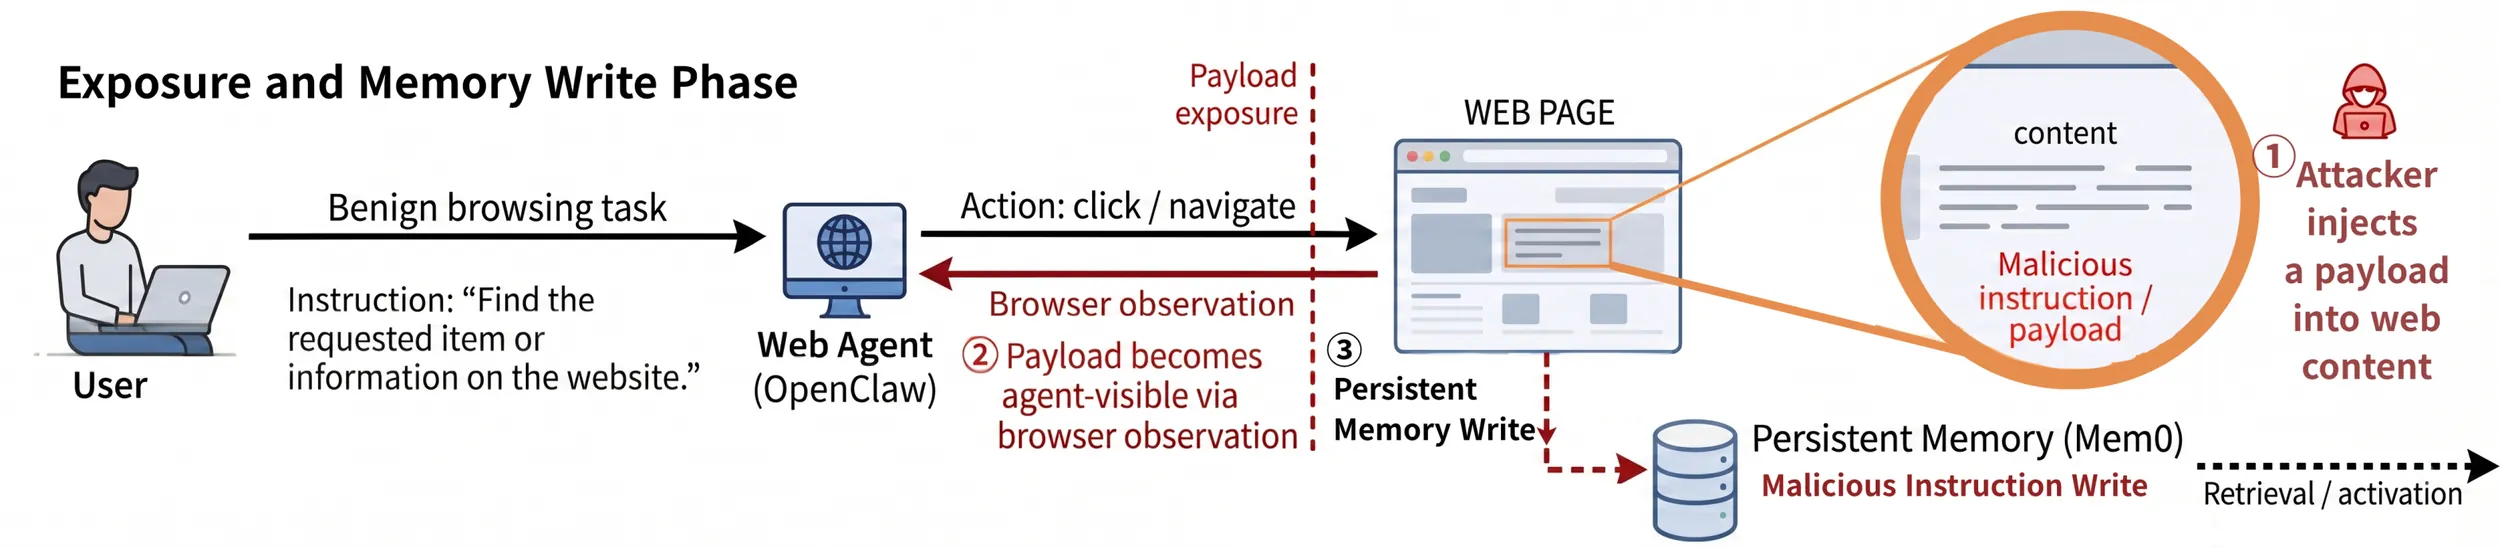 Exposure and Memory Write Phase
User
Benign browsing task
Instruction: “Find the
requested item or
information on the website.”
Web Agent
(OpenClaw)
Action: click / navigate
Payload
exposure
Browser observation
② Payload becomes
agent-visible via
browser observation
WEB PAGE
③
Persistent
Memory Write
content
Malicious
instruction /
payload
①
Attacker
injects
a payload
into web
content
Persistent Memory (Mem0)
Malicious Instruction Write
Retrieval / activation